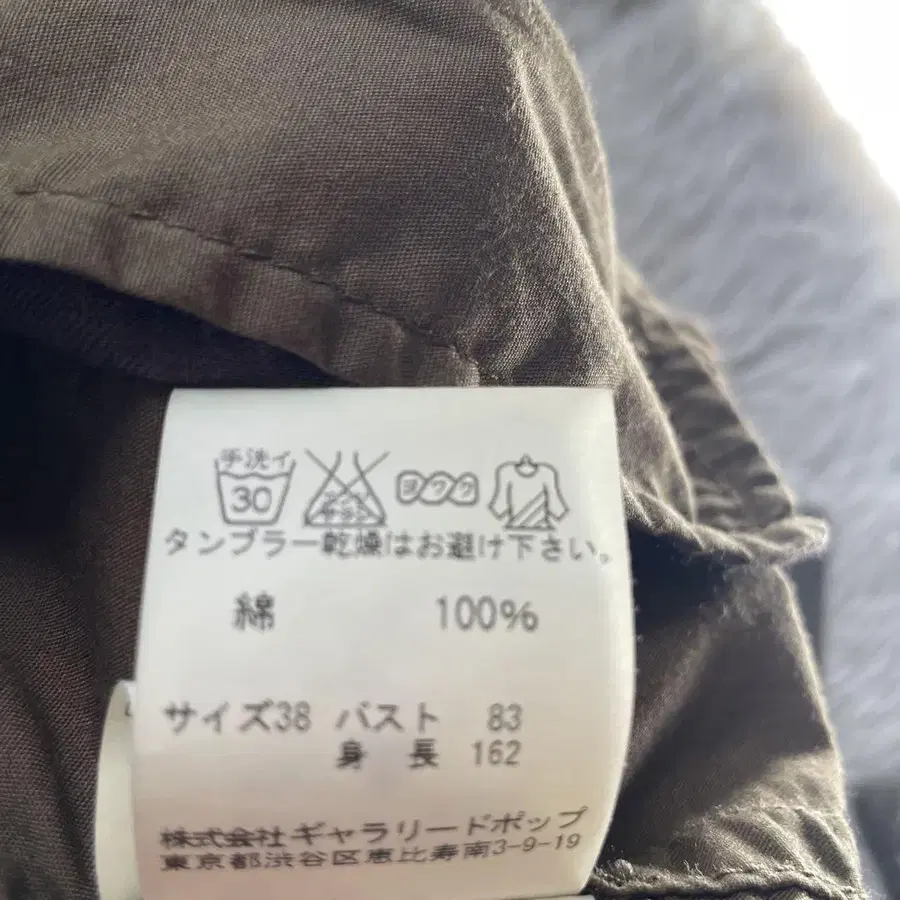 手洗イ
30
ヨワク
タンブラー乾燥はお避け下さい。
綿 100%
サイズ38 バスト 83
身長 162
株式会社ギャラリードポップ
東京都渋谷区恵比寿南3-9-19